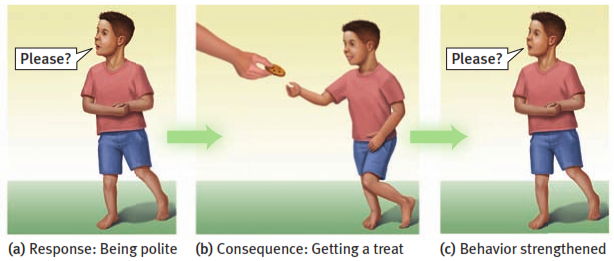 Please?
Please?
(a) Response: Being polite
(b) Consequence: Getting a treat
(c) Behavior strengthened